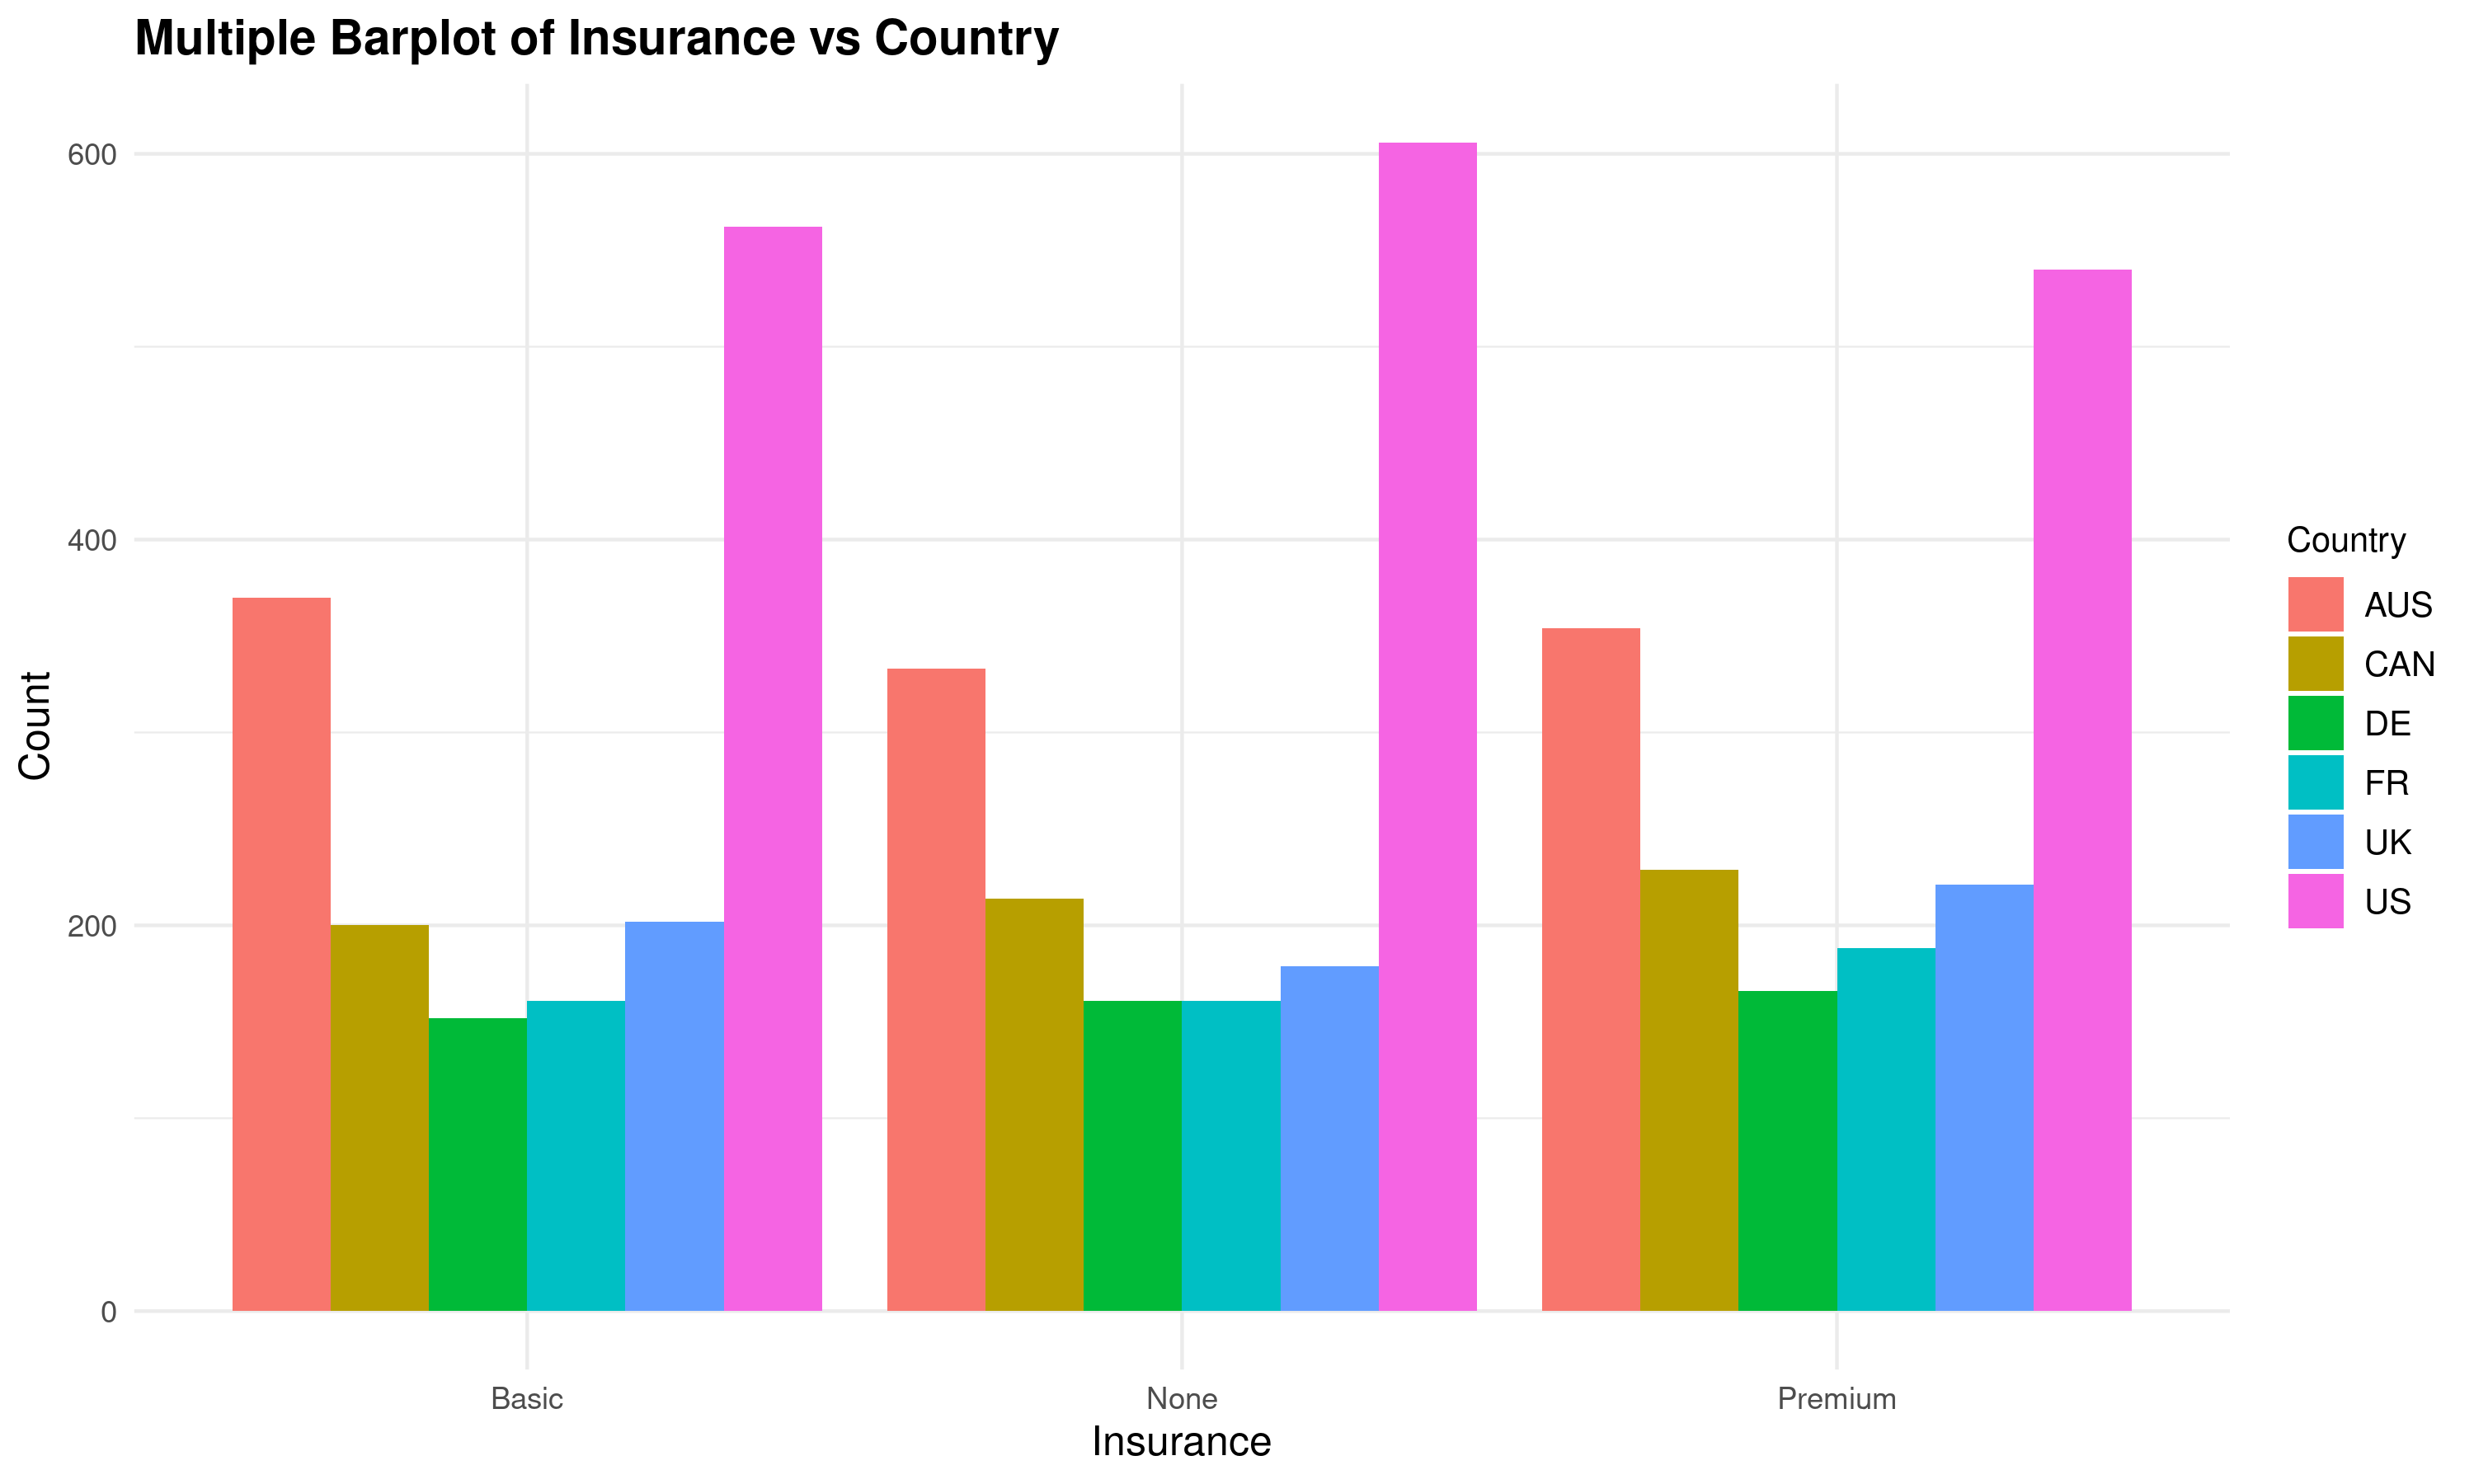 Multiple Barplot of Insurance vs Country
600
400
200
0
Count
Basic
None
Premium
Insurance
Country
AUS
CAN
DE
FR
UK
US